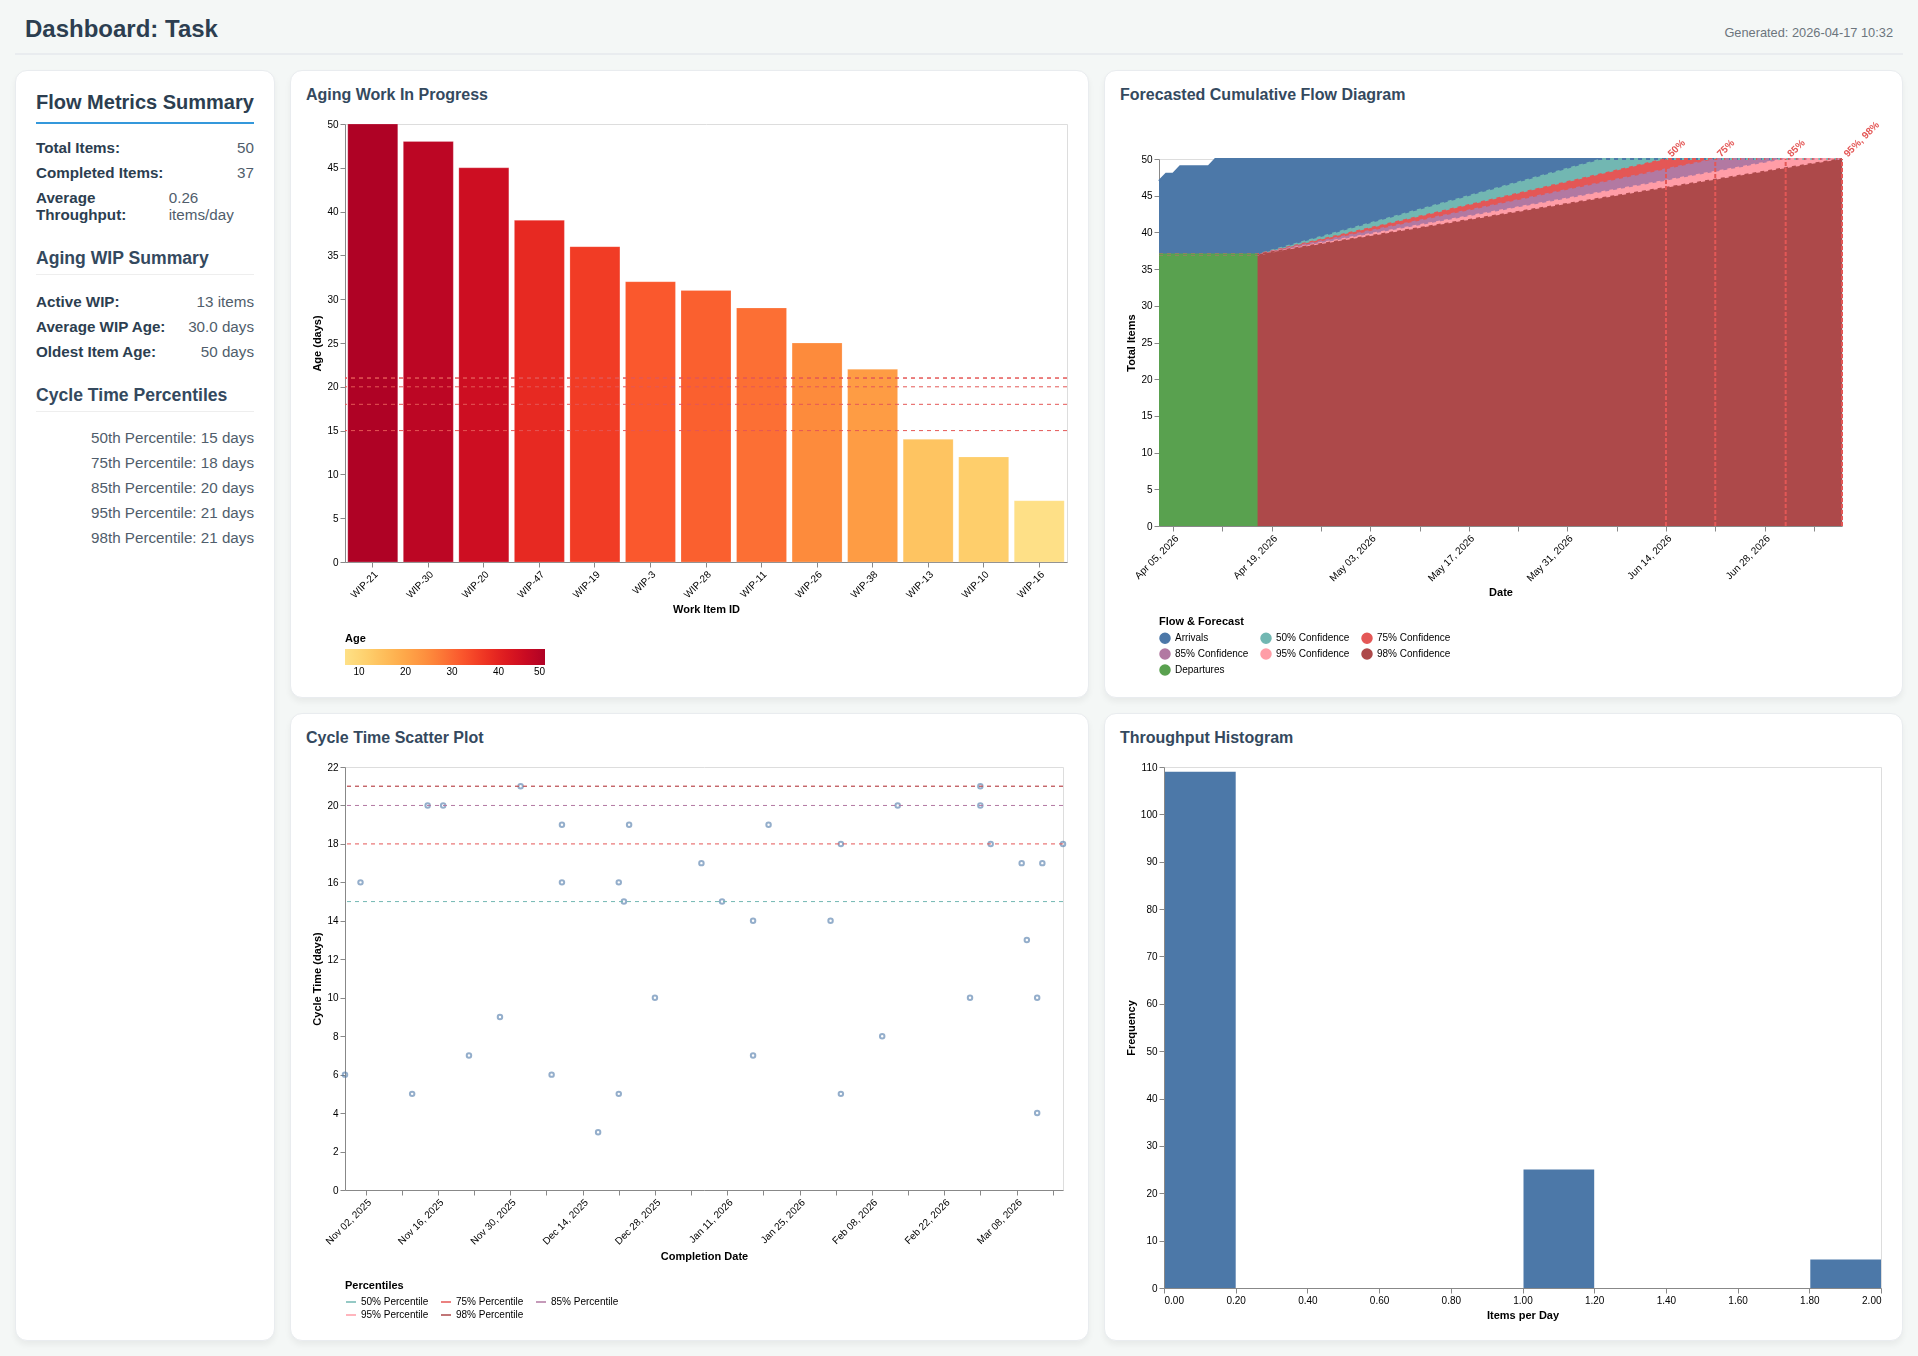 Dashboard: Task
Generated: 2026-04-17 10:32
Flow Metrics Summary
Total Items: 50
Completed Items: 37
Average Throughput: 0.26 items/day
Aging WIP Summary
Active WIP: 13 items
Average WIP Age: 30.0 days
Oldest Item Age: 50 days
Cycle Time Percentiles
50th Percentile: 15 days
75th Percentile: 18 days
85th Percentile: 20 days
95th Percentile: 21 days
98th Percentile: 21 days
Aging Work In Progress
50
45
40
35
30
25
20
15
10
5
0
Age (days)
WIP-21
WIP-30
WIP-20
WIP-47
WIP-19
WIP-3
WIP-28
WIP-11
WIP-26
WIP-38
WIP-13
WIP-10
WIP-16
Work Item ID
Age
10 20 30 40 50
Forecasted Cumulative Flow Diagram
50%
75%
85%
95%, 98%
50
45
40
35
30
25
20
15
10
5
0
Total Items
Apr 05, 2026
Apr 19, 2026
May 03, 2026
May 17, 2026
May 31, 2026
Jun 14, 2026
Jun 28, 2026
Date
Flow & Forecast
Arrivals 50% Confidence 75% Confidence
85% Confidence 95% Confidence 98% Confidence
Departures
Cycle Time Scatter Plot
22
20
18
16
14
12
10
8
6
4
2
0
Cycle Time (days)
Nov 02, 2025
Nov 16, 2025
Nov 30, 2025
Dec 14, 2025
Dec 28, 2025
Jan 11, 2026
Jan 25, 2026
Feb 08, 2026
Feb 22, 2026
Mar 08, 2026
Completion Date
Percentiles
50% Percentile 75% Percentile 85% Percentile
95% Percentile 98% Percentile
Throughput Histogram
110
100
90
80
70
60
50
40
30
20
10
0
Frequency
0.00 0.20 0.40 0.60 0.80 1.00 1.20 1.40 1.60 1.80 2.00
Items per Day